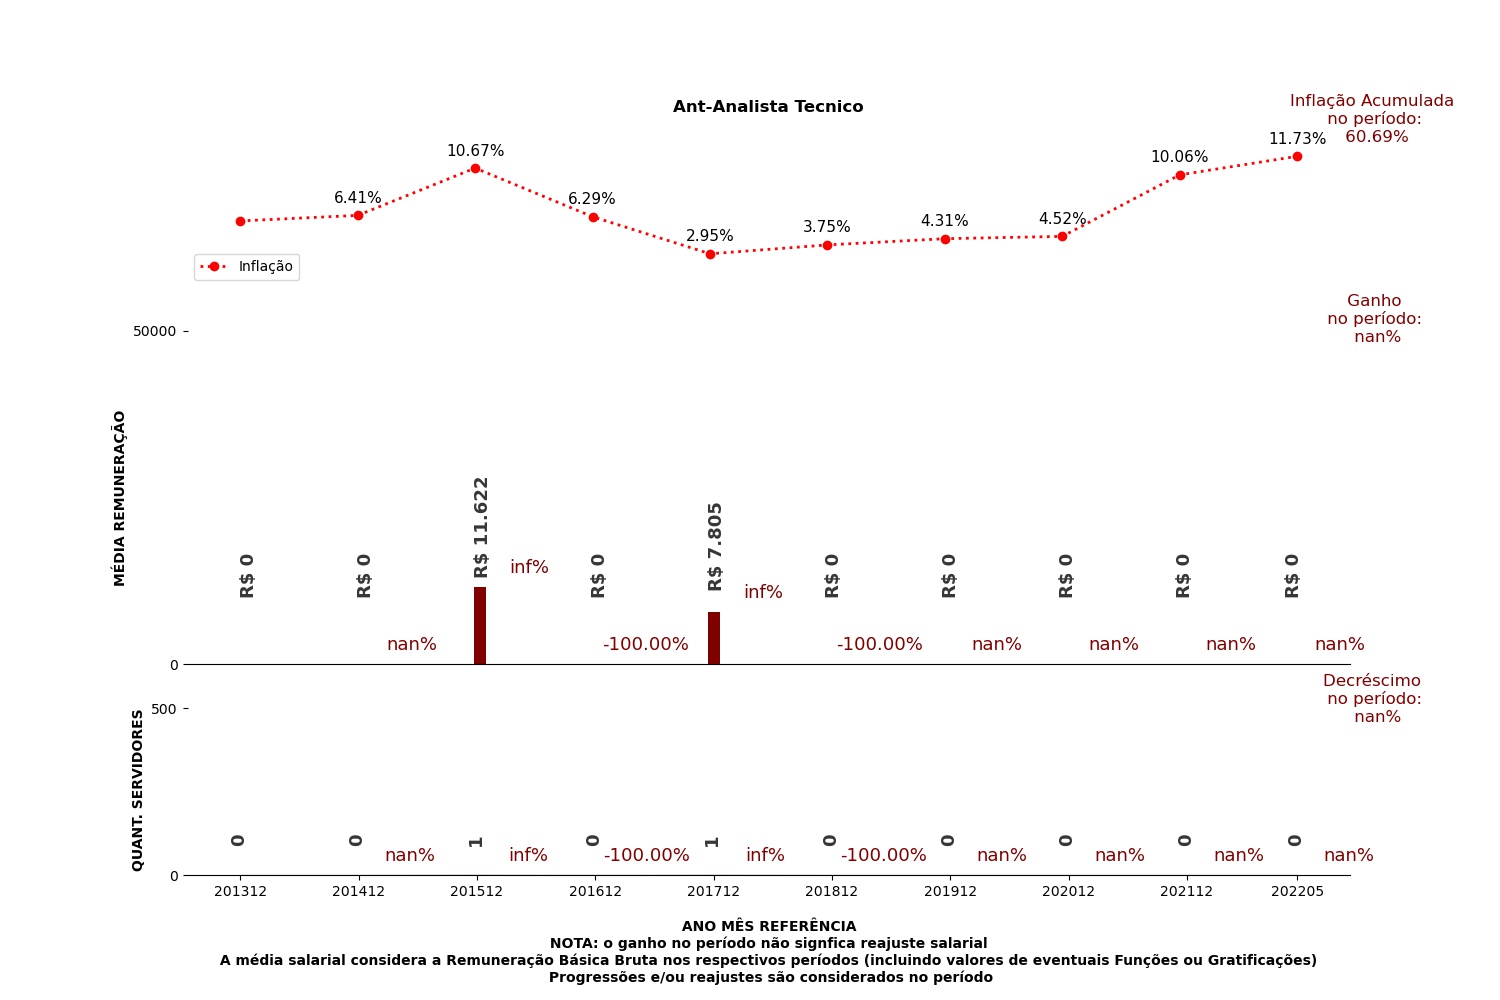 Ant-Analista Tecnico
Inflação Acumulada
no período:
60.69%
10.67%
6.41%
6.29%
2.95%
3.75%
4.31%
4.52%
10.06%
11.73%
Inflação
Ganho
no período:
nan%
50000
0
MÉDIA REMUNERAÇÃO
R$ 0
R$ 0
R$ 11.622
R$ 0
R$ 7.805
R$ 0
R$ 0
R$ 0
R$ 0
R$ 0
nan%
inf%
-100.00%
inf%
-100.00%
nan%
nan%
nan%
nan%
Decréscimo
no período:
nan%
500
0
QUANT. SERVIDORES
0
0
1
0
1
0
0
0
0
0
nan%
inf%
-100.00%
inf%
-100.00%
nan%
nan%
nan%
nan%
201312
201412
201512
201612
201712
201812
201912
202012
202112
202205
ANO MÊS REFERÊNCIA
NOTA: o ganho no período não signfica reajuste salarial
A média salarial considera a Remuneração Básica Bruta nos respectivos períodos (incluindo valores de eventuais Funções ou Gratificações)
Progressões e/ou reajustes são considerados no período